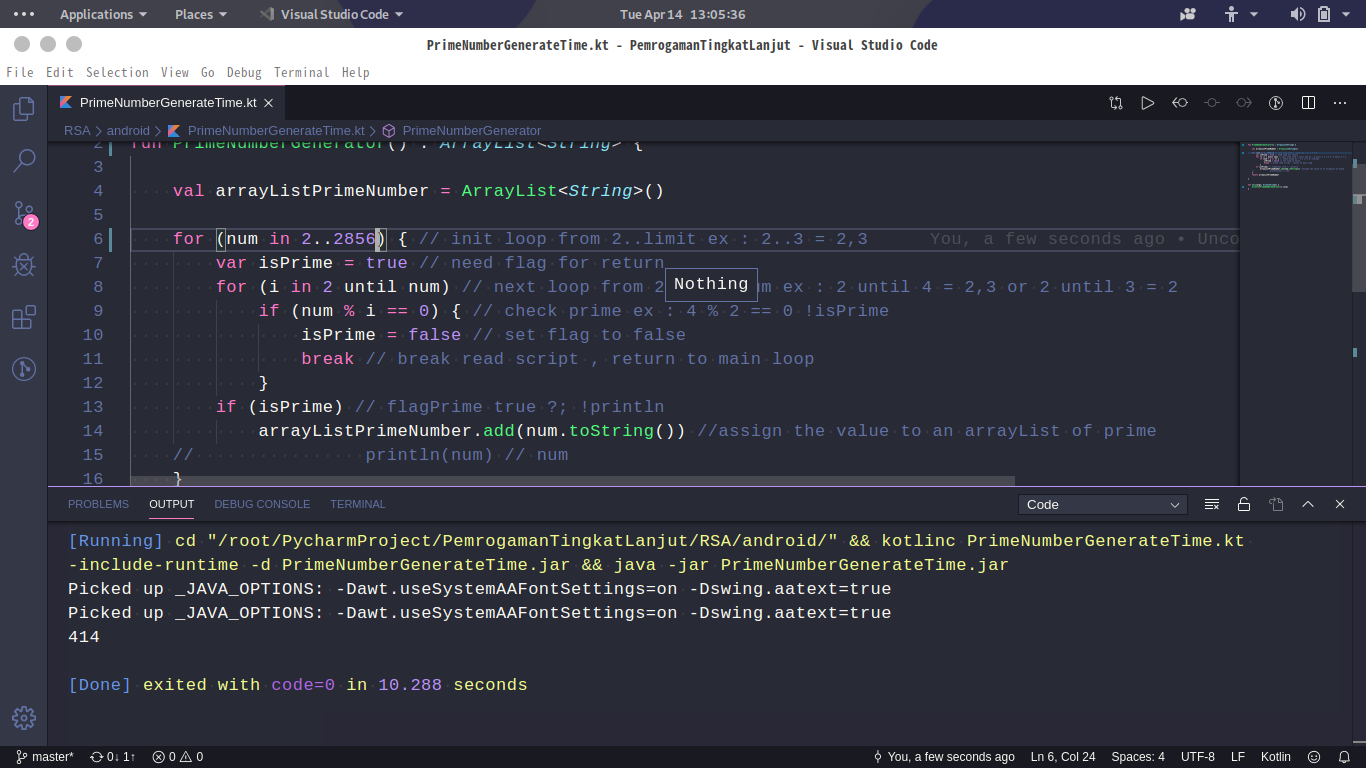 Applications Places Visual Studio Code Tue Apr 14 13:05:36
PrimeNumberGenerateTime.kt - PemrogamanTingkatLanjut - Visual Studio Code
File Edit Selection View Go Debug Terminal Help
PrimeNumberGenerateTime.kt
RSA > android > PrimeNumberGenerateTime.kt > PrimeNumberGenerator
2 fun PrimeNumberGenerator() : ArrayList<String> {
3
4 val arrayListPrimeNumber = ArrayList<String>()
5
6 for (num in 2..2856) { // init loop from 2..limit ex : 2..3 = 2,3 You, a few seconds ago • Unco
7 var isPrime = true // need flag for return
8 for (i in 2 until num) // next loop from 2 ex : 2 until 4 = 2,3 or 2 until 3 = 2
Nothing
9 if (num % i == 0) { // check prime ex : 4 % 2 == 0 !isPrime
10 isPrime = false // set flag to false
11 break // break read script , return to main loop
12 }
13 if (isPrime) // flagPrime true ?; !println
14 arrayListPrimeNumber.add(num.toString()) //assign the value to an arrayList of prime
15 // println(num) // num
16 }
2
PROBLEMS OUTPUT DEBUG CONSOLE TERMINAL Code
[Running] cd "/root/PycharmProject/PemrogamanTingkatLanjut/RSA/android/" && kotlinc PrimeNumberGenerateTime.kt
-include-runtime -d PrimeNumberGenerateTime.jar && java -jar PrimeNumberGenerateTime.jar
Picked up _JAVA_OPTIONS: -Dawt.useSystemAAFontSettings=on -Dswing.aatext=true
Picked up _JAVA_OPTIONS: -Dawt.useSystemAAFontSettings=on -Dswing.aatext=true
414
[Done] exited with code=0 in 10.288 seconds
master* 0↓ 1↑ 0 0 You, a few seconds ago Ln 6, Col 24 Spaces: 4 UTF-8 LF Kotlin